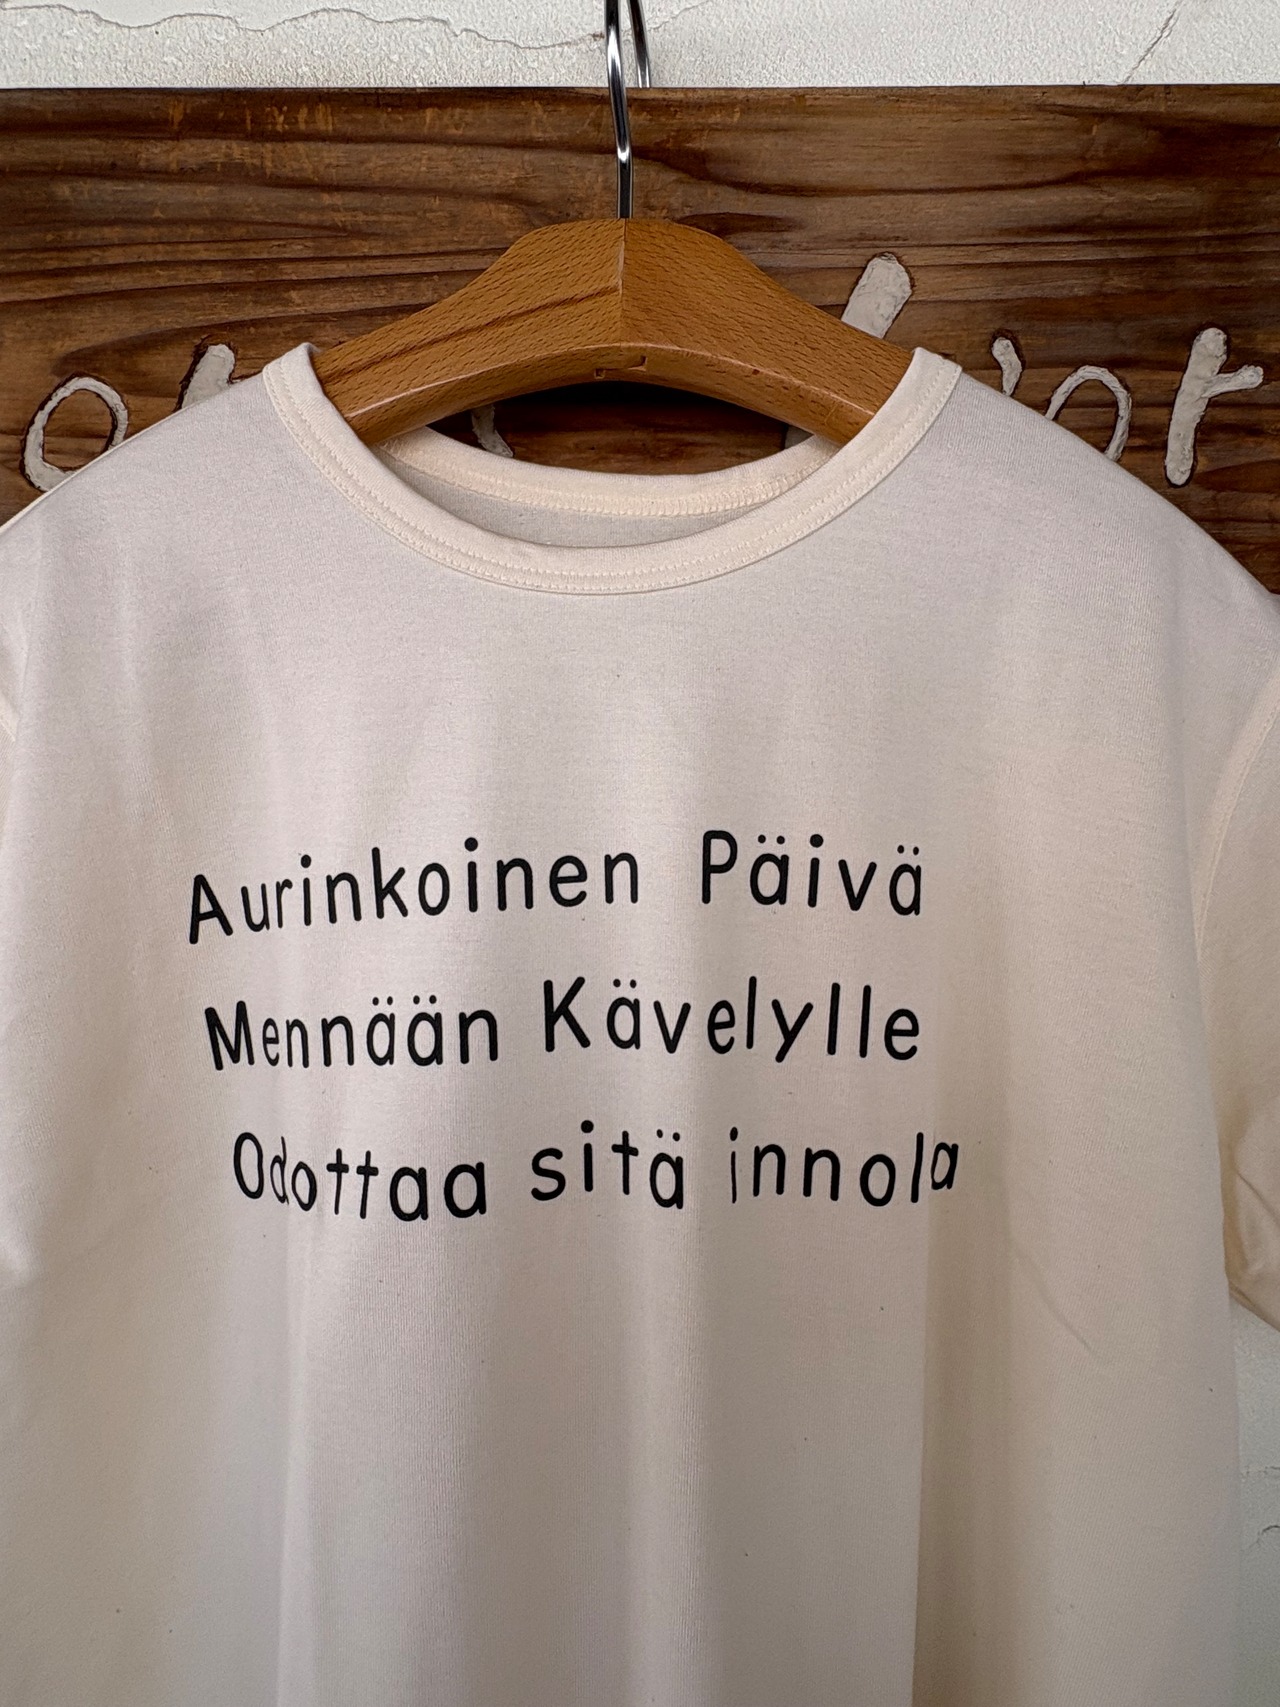 Aurinkoinen Päivä
Mennään Kävelylle
Odottaa sitä innola